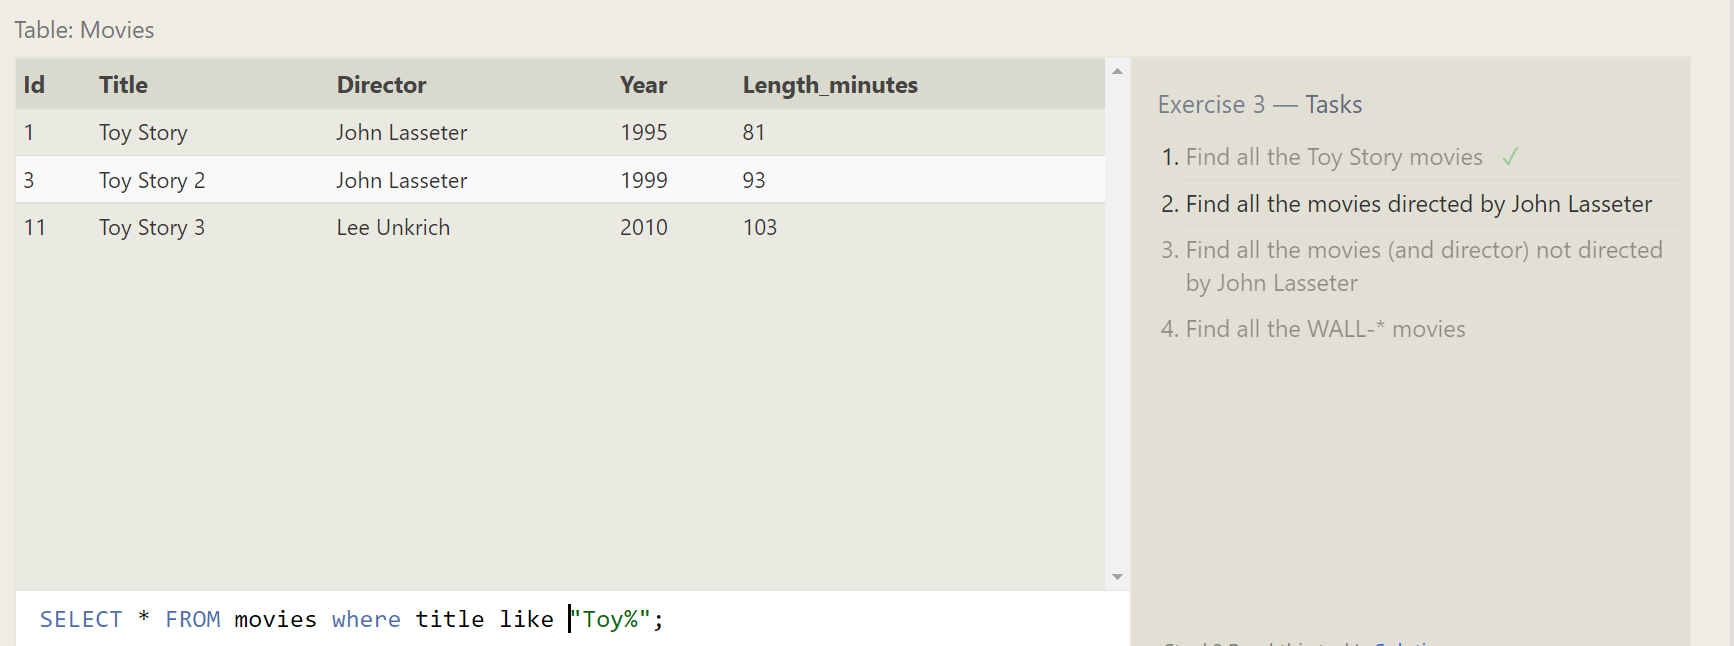 Table: Movies
Id Title Director Year Length_minutes
1 Toy Story John Lasseter 1995 81
3 Toy Story 2 John Lasseter 1999 93
11 Toy Story 3 Lee Unkrich 2010 103
SELECT * FROM movies where title like "Toy%";
Exercise 3 — Tasks
1. Find all the Toy Story movies ✓
2. Find all the movies directed by John Lasseter
3. Find all the movies (and director) not directed
by John Lasseter
4. Find all the WALL-* movies